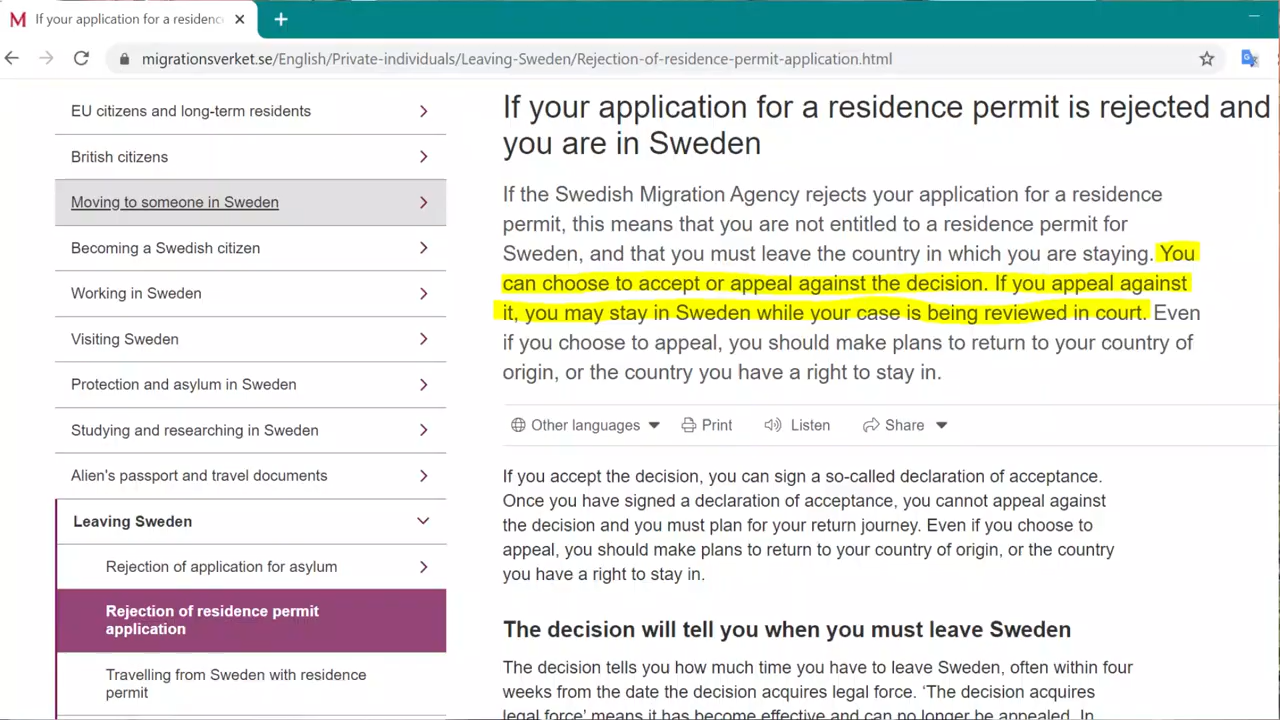 If your application for a residenc
migrationsverket.se/English/Private-individuals/Leaving-Sweden/Rejection-of-residence-permit-application.html
EU citizens and long-term residents
British citizens
Moving to someone in Sweden
Becoming a Swedish citizen
Working in Sweden
Visiting Sweden
Protection and asylum in Sweden
Studying and researching in Sweden
Alien's passport and travel documents
Leaving Sweden
Rejection of application for asylum
Rejection of residence permit
application
Travelling from Sweden with residence
permit
If your application for a residence permit is rejected and
you are in Sweden
If the Swedish Migration Agency rejects your application for a residence
permit, this means that you are not entitled to a residence permit for
Sweden, and that you must leave the country in which you are staying. You
can choose to accept or appeal against the decision. If you appeal against
it, you may stay in Sweden while your case is being reviewed in court. Even
if you choose to appeal, you should make plans to return to your country of
origin, or the country you have a right to stay in.
Other languages Print Listen Share
If you accept the decision, you can sign a so-called declaration of acceptance.
Once you have signed a declaration of acceptance, you cannot appeal against
the decision and you must plan for your return journey. Even if you choose to
appeal, you should make plans to return to your country of origin, or the country
you have a right to stay in.
The decision will tell you when you must leave Sweden
The decision tells you how much time you have to leave Sweden, often within four
weeks from the date the decision acquires legal force. ‘The decision acquires
legal force’ means it has become effective and can no longer be appealed. In